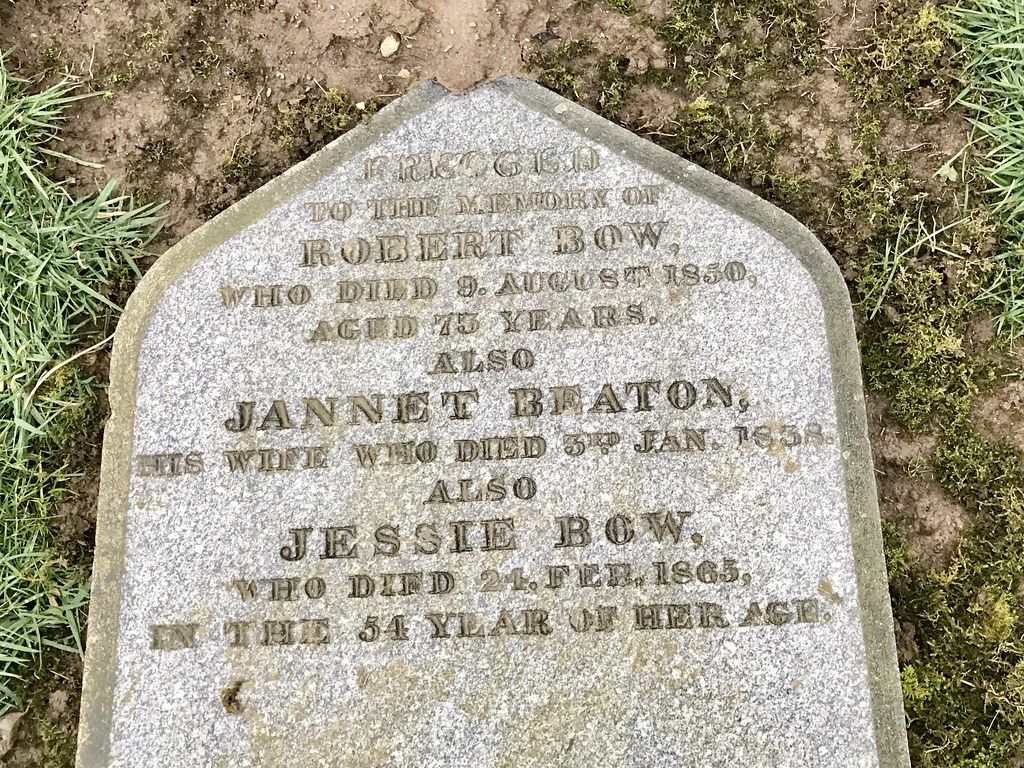 ERECTED
TO THE MEMORY OF
ROBERT BOW,
WHO DIED 9. AUGUST 1850,
AGED 75 YEARS.
ALSO
JANNET BEATON,
HIS WIFE WHO DIED 3RD JAN. 1838.
ALSO
JESSIE BOW,
WHO DIED 24. FEB. 1865,
IN THE 54 YEAR OF HER AGE.